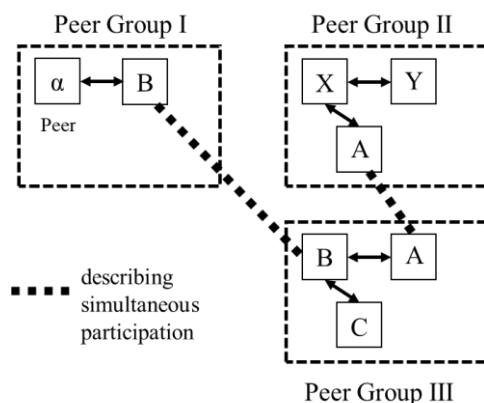 Peer Group I
α
B
Peer
Peer Group II
X
Y
A
B
A
C
Peer Group III
describing
simultaneous
participation